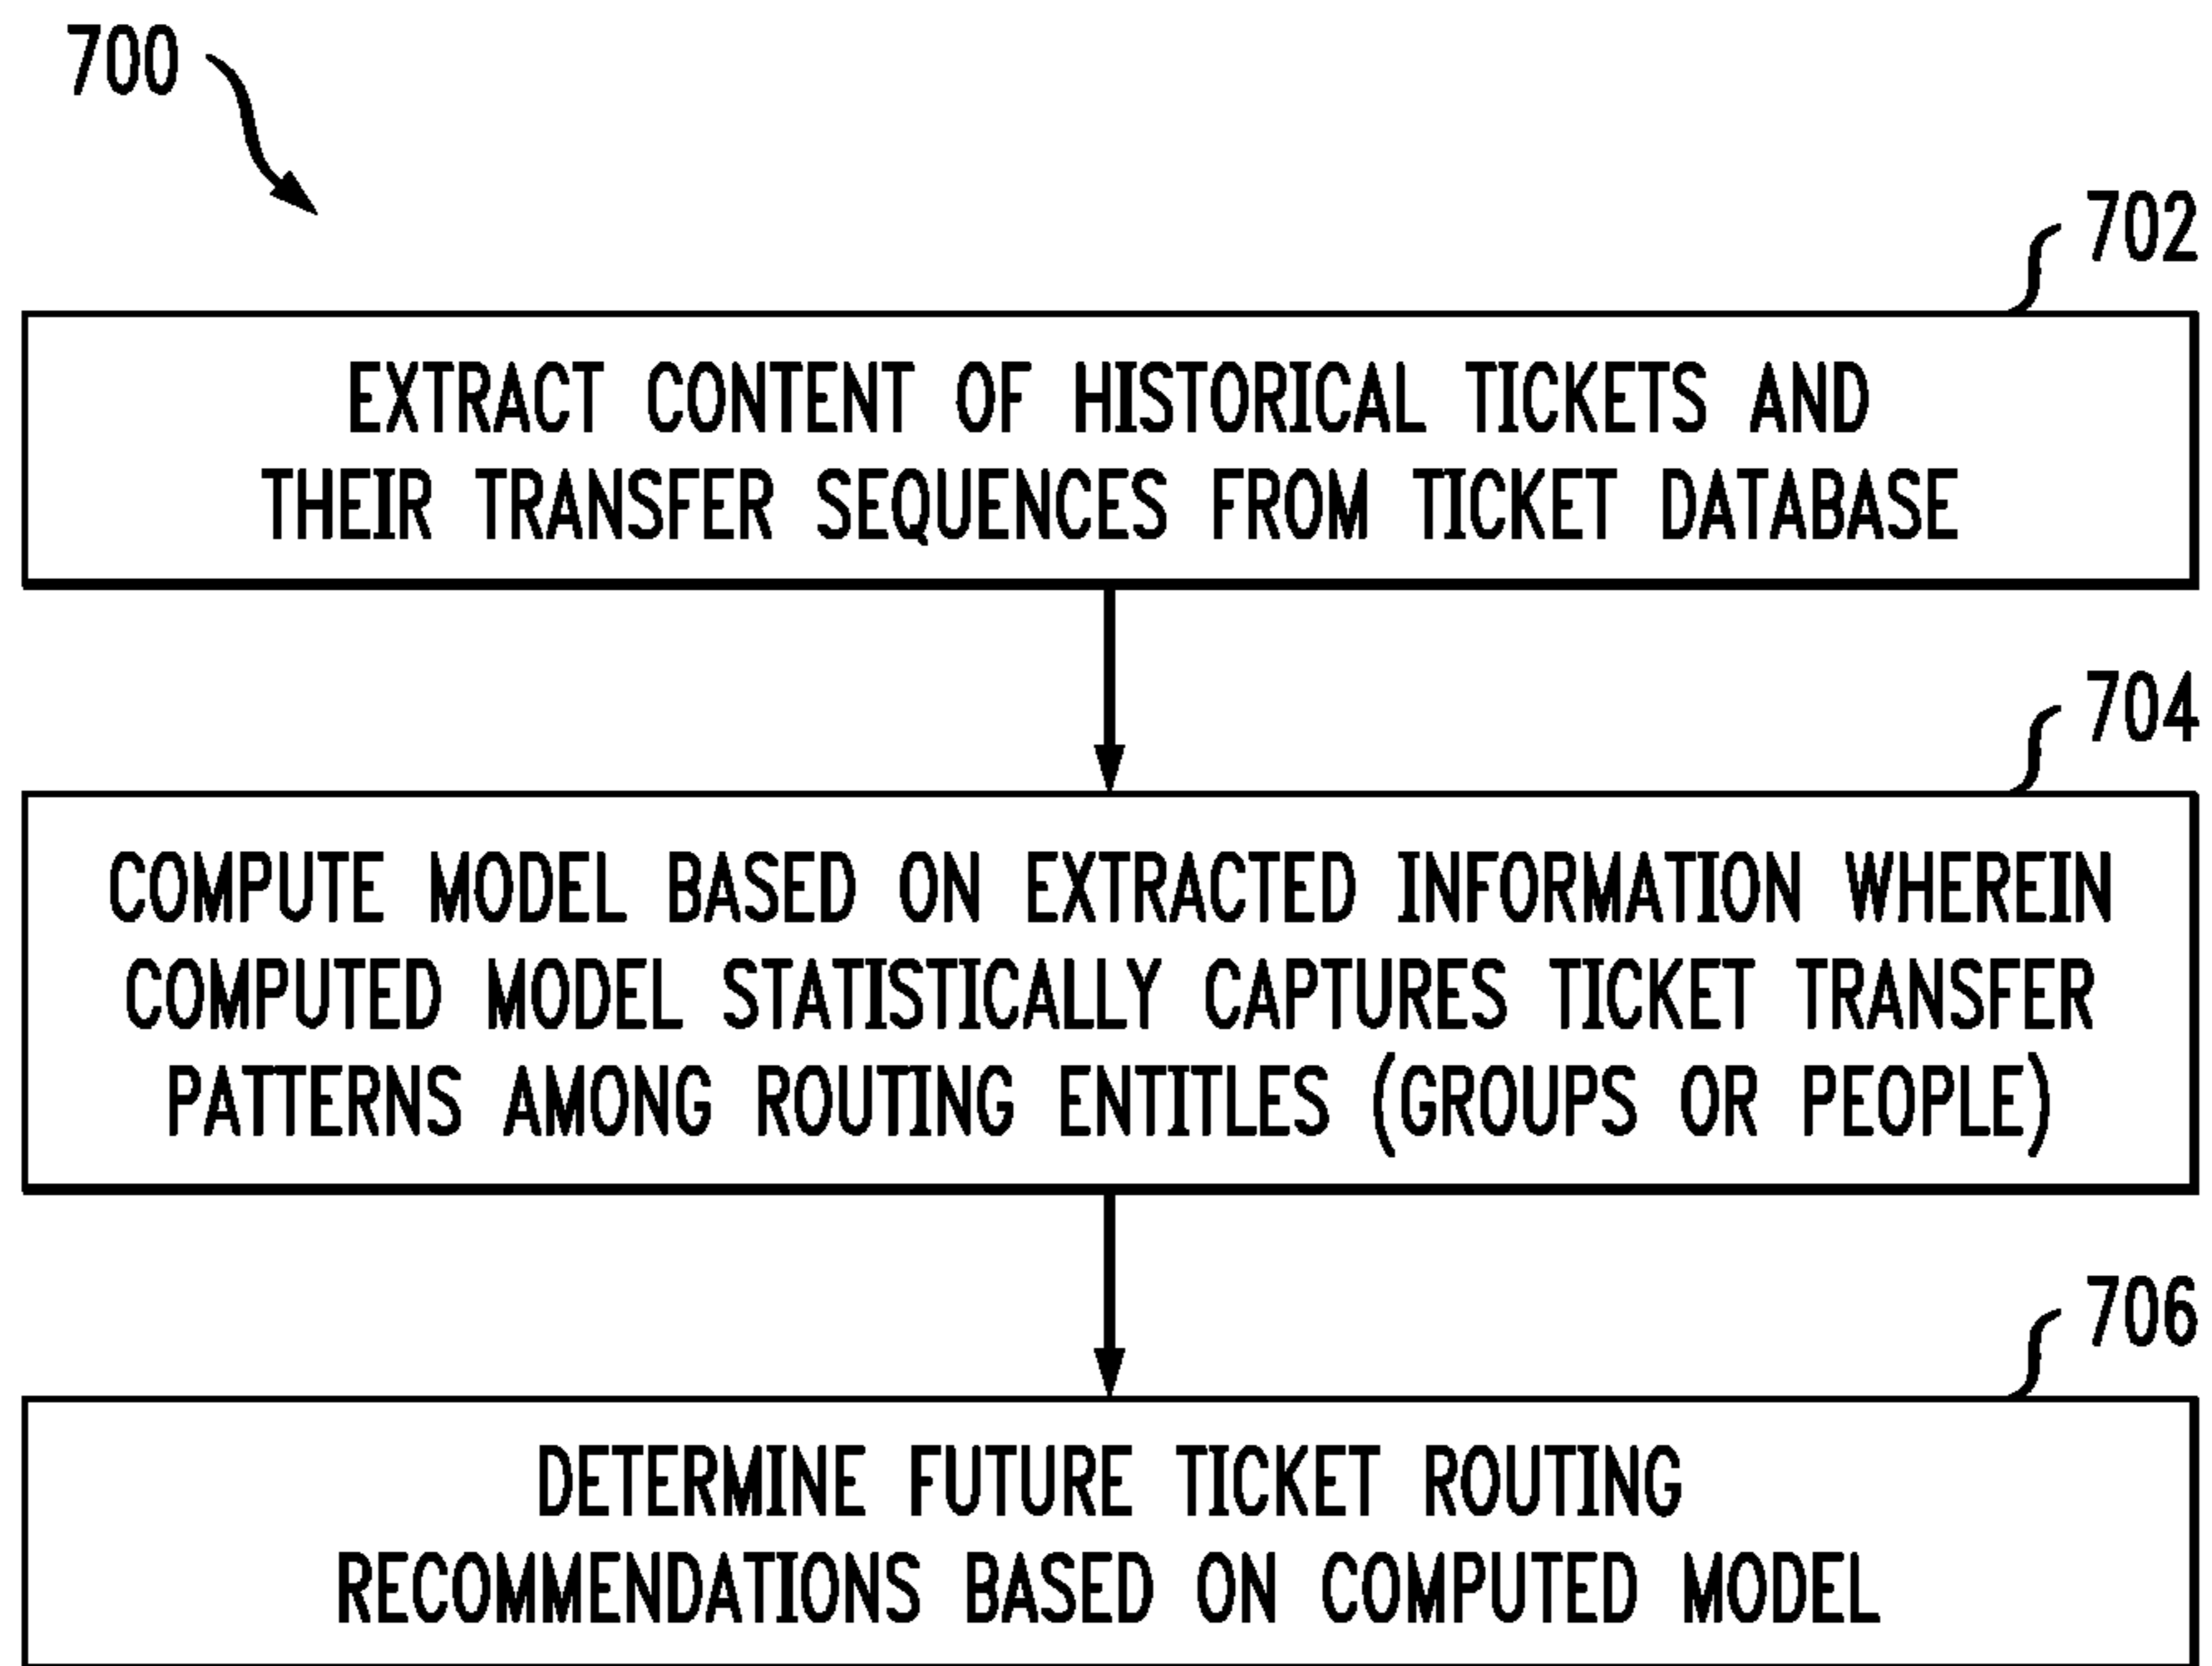 700
702
EXTRACT CONTENT OF HISTORICAL TICKETS AND
THEIR TRANSFER SEQUENCES FROM TICKET DATABASE
704
COMPUTE MODEL BASED ON EXTRACTED INFORMATION WHEREIN
COMPUTED MODEL STATISTICALLY CAPTURES TICKET TRANSFER
PATTERNS AMONG ROUTING ENTITLES (GROUPS OR PEOPLE)
706
DETERMINE FUTURE TICKET ROUTING
RECOMMENDATIONS BASED ON COMPUTED MODEL